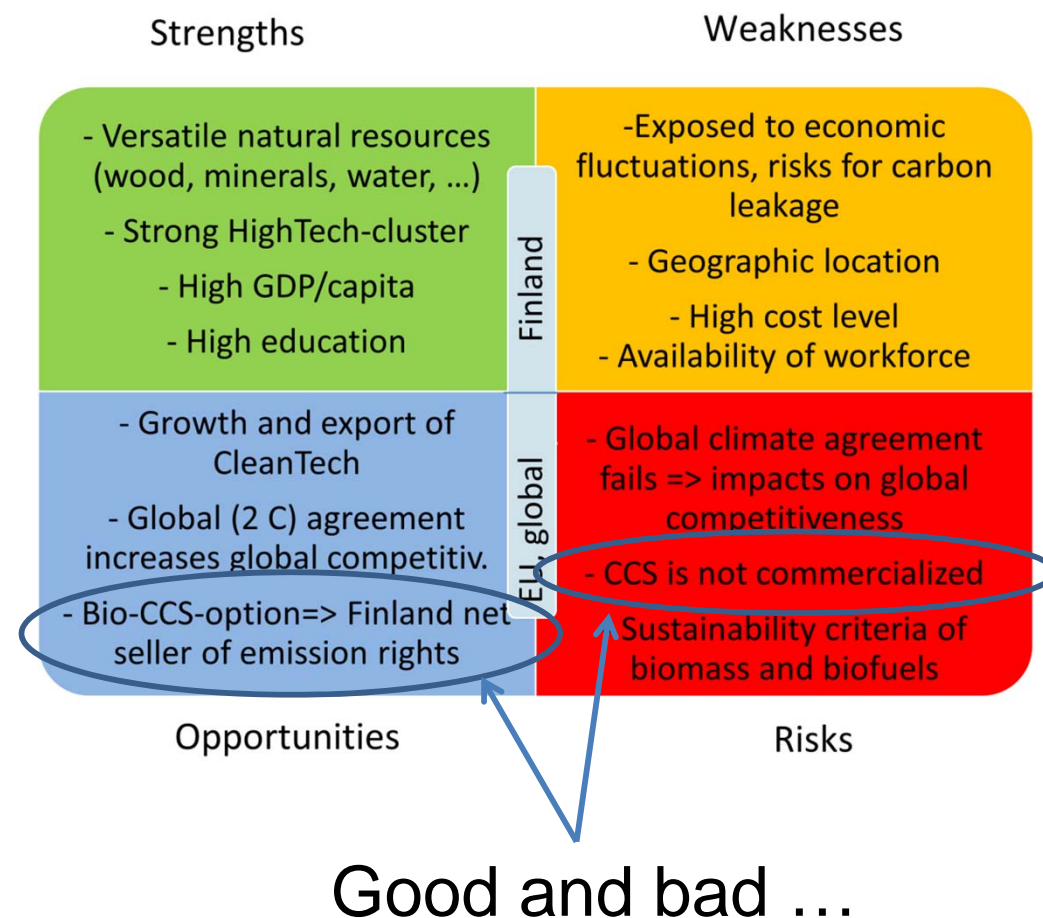 Strengths
Weaknesses
- Versatile natural resources
(wood, minerals, water, …)
- Strong HighTech-cluster
- High GDP/capita
- High education
Finland
-Exposed to economic
fluctuations, risks for carbon
leakage
- Geographic location
- High cost level
- Availability of workforce
- Growth and export of
CleanTech
- Global (2 C) agreement
increases global competitiv.
- Bio-CCS-option=> Finland net
seller of emission rights
EU, global
- Global climate agreement
fails => impacts on global
competitiveness
- CCS is not commercialized
Sustainability criteria of
biomass and biofuels
Opportunities
Risks
Good and bad …